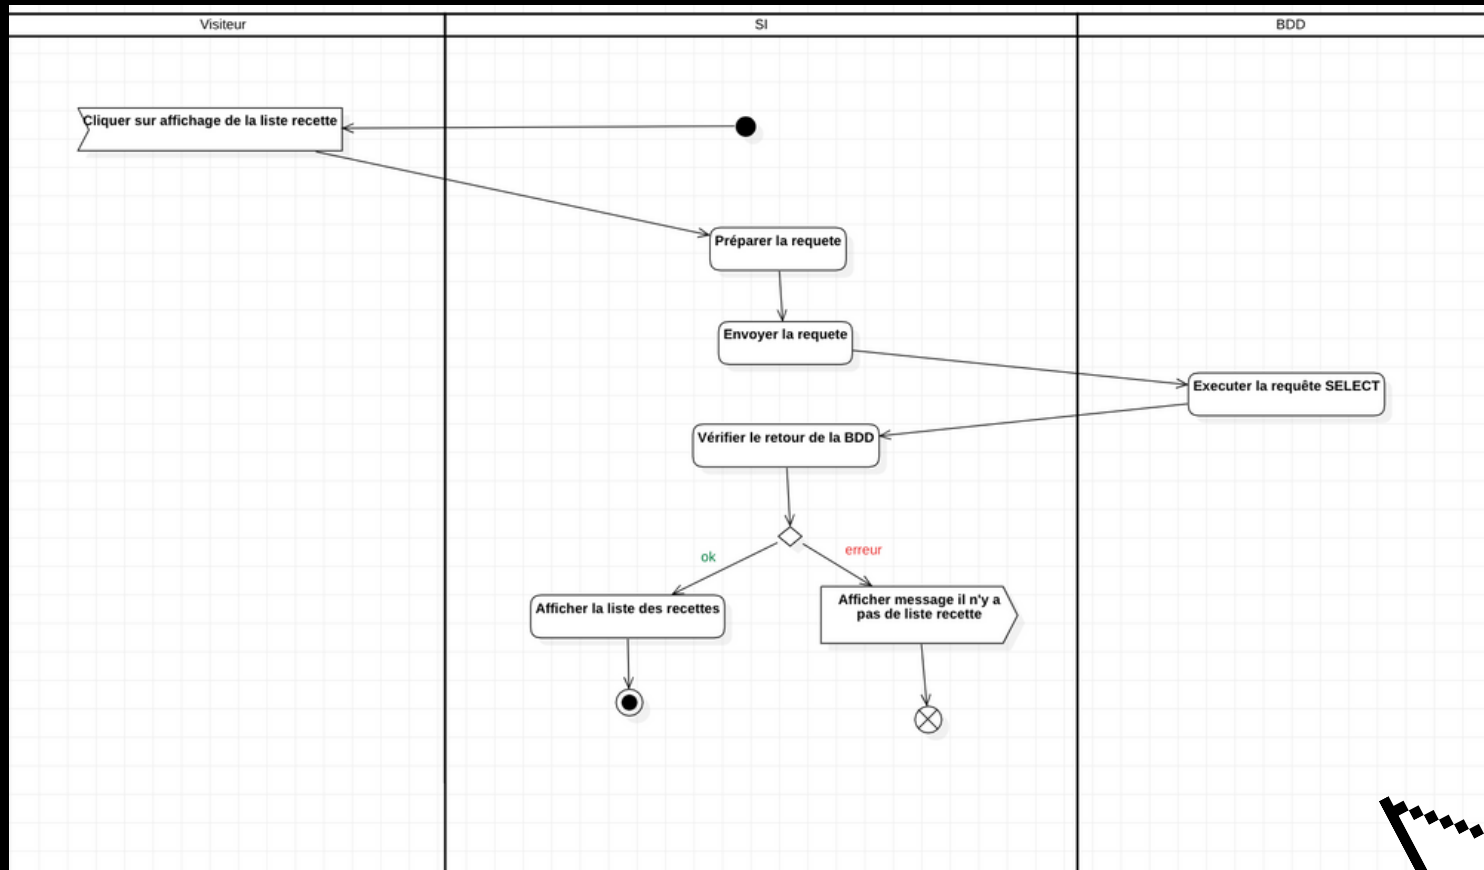 Visiteur
SI
BDD
Cliquer sur affichage de la liste recette
Préparer la requete
Envoyer la requete
Executer la requête SELECT
Vérifier le retour de la BDD
ok
erreur
Afficher la liste des recettes
Afficher message il n'y a
pas de liste recette